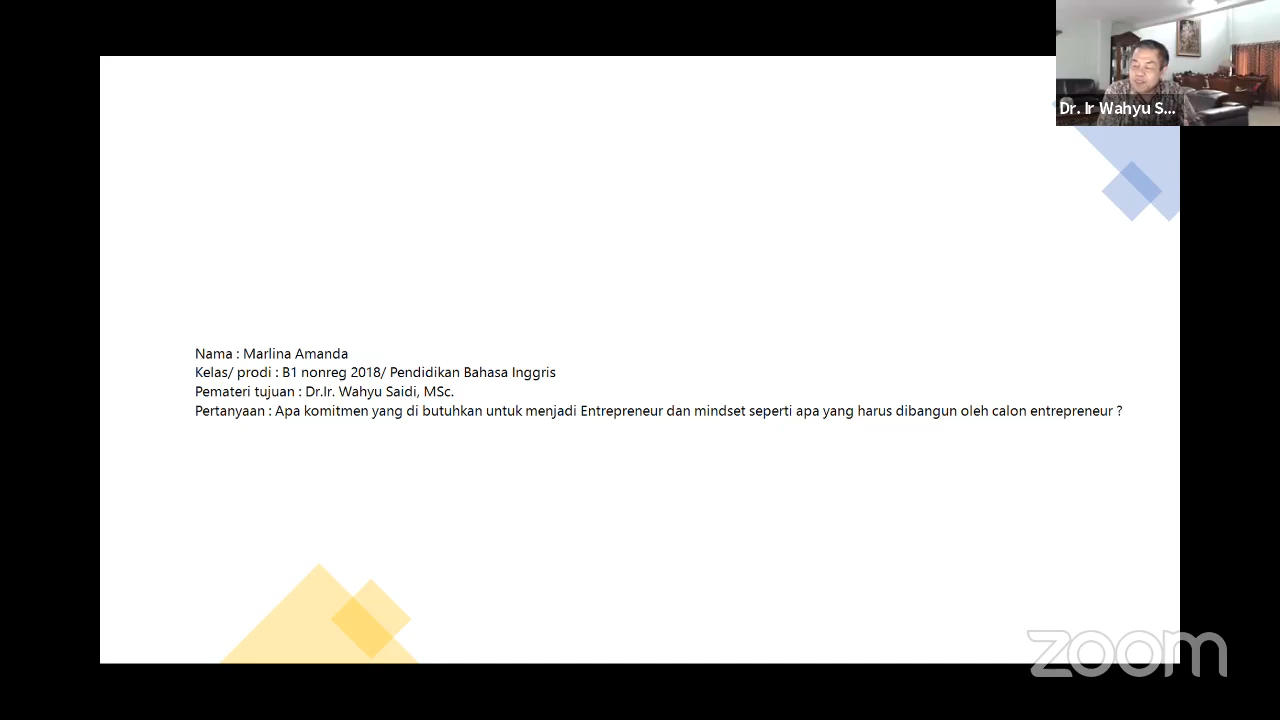 Dr. Ir Wahyu S...
Nama : Marlina Amanda
Kelas/ prodi : B1 nonreg 2018/ Pendidikan Bahasa Inggris
Pemateri tujuan : Dr.Ir. Wahyu Saidi, MSc.
Pertanyaan : Apa komitmen yang di butuhkan untuk menjadi Entrepreneur dan mindset seperti apa yang harus dibangun oleh calon entrepreneur ?
zoom